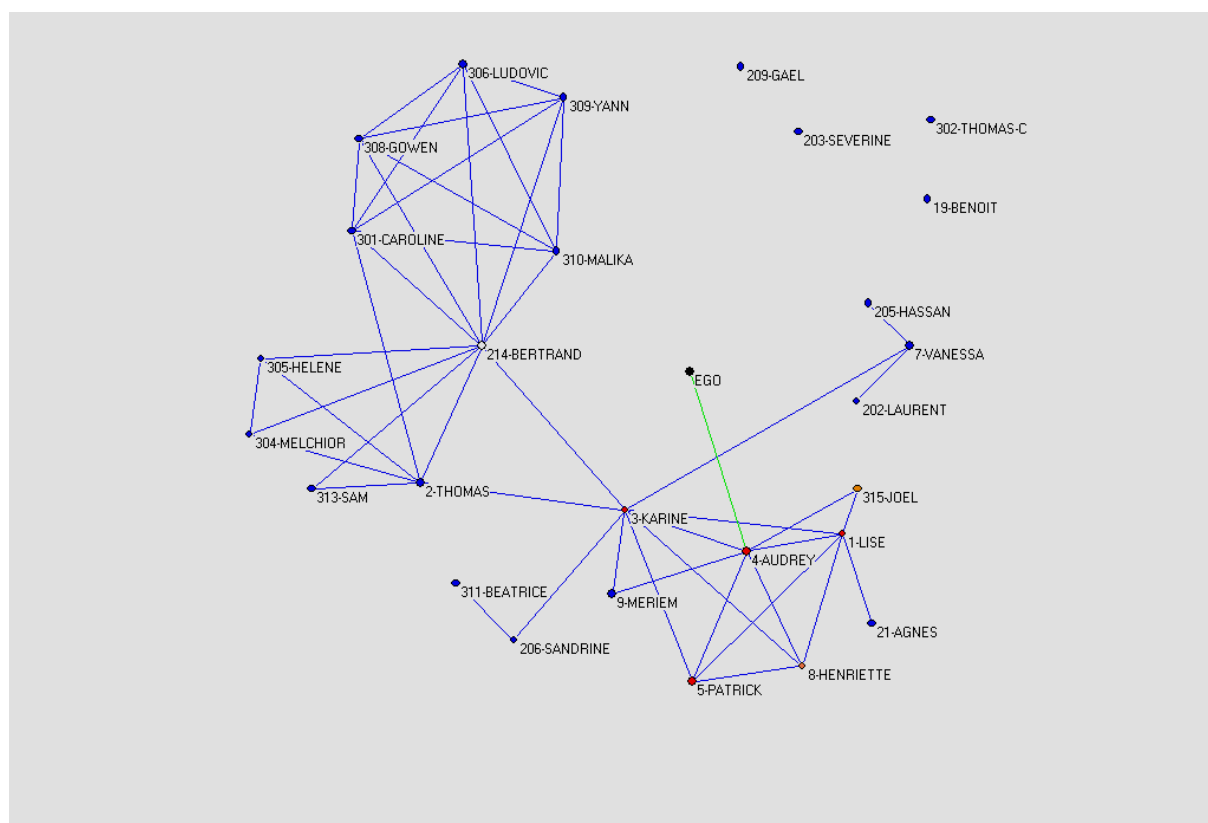 306-LUDOVIC
209-GAEL
309-YANN
302-THOMAS-C
203-SEVERINE
308-GOWEN
19-BENOIT
301-CAROLINE
310-MALIKA
205-HASSAN
214-BERTRAND
7-VANESSA
305-HELENE
EGO
202-LAURENT
304-MELCHIOR
313-SAM
2-THOMAS
315-JOEL
3-KARINE
1-LISE
4-AUDREY
311-BEATRICE
9-MERIEM
21-AGNES
206-SANDRINE
8-HENRIETTE
5-PATRICK